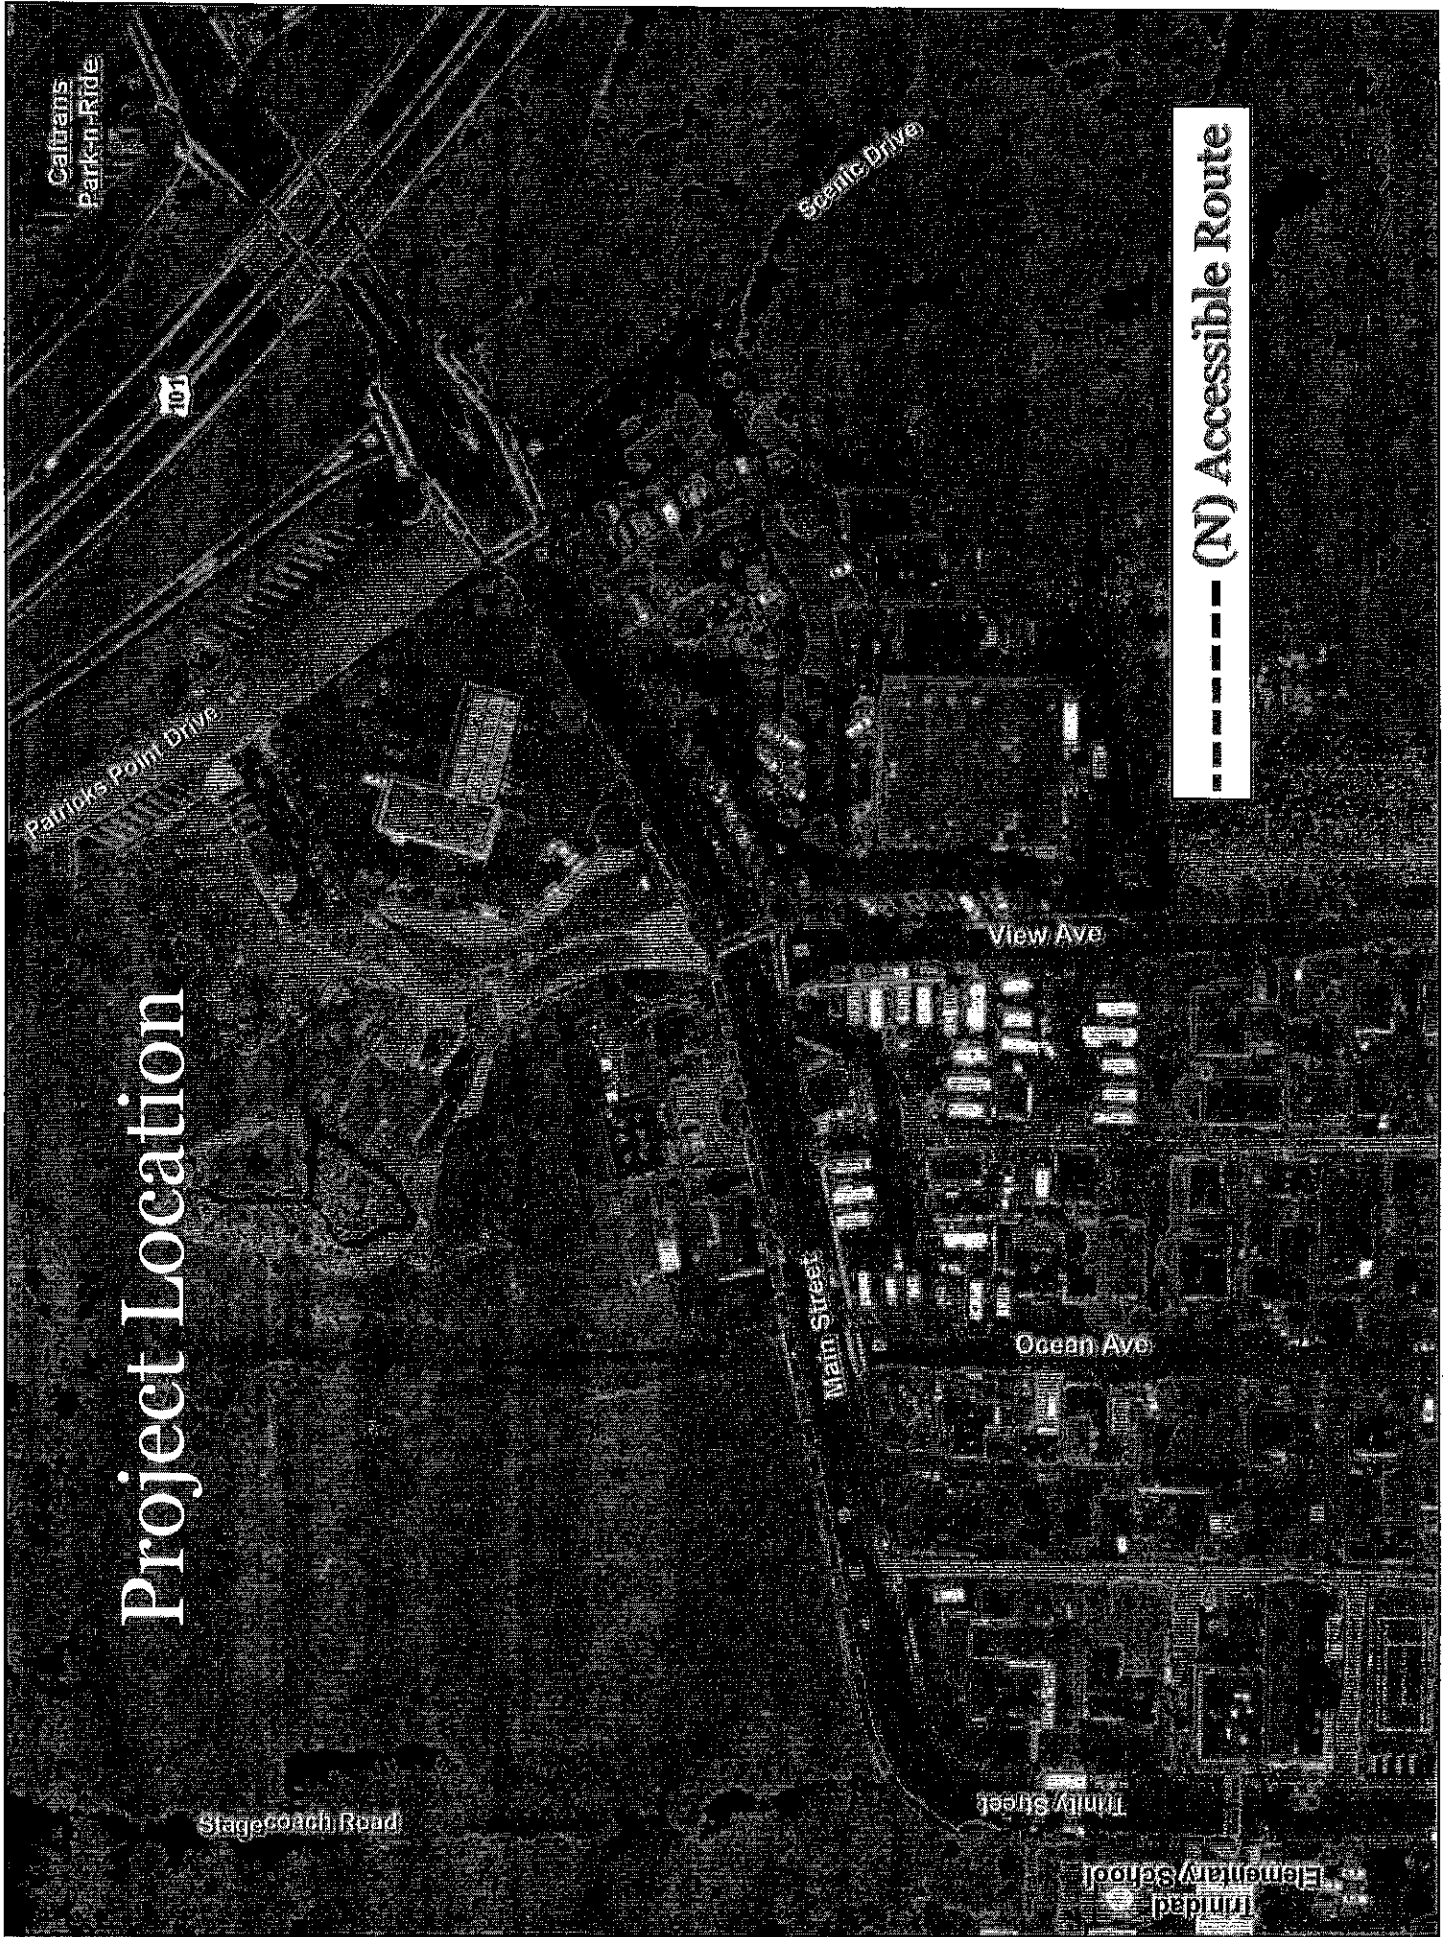 Project Location
Caltrans
Park-n-Ride
101
Patricks Point Drive
Scenic Drive
View Ave
Main Street
Ocean Ave
Stagecoach Road
Trinity Street
Trinidad
Elementary School
(N) Accessible Route